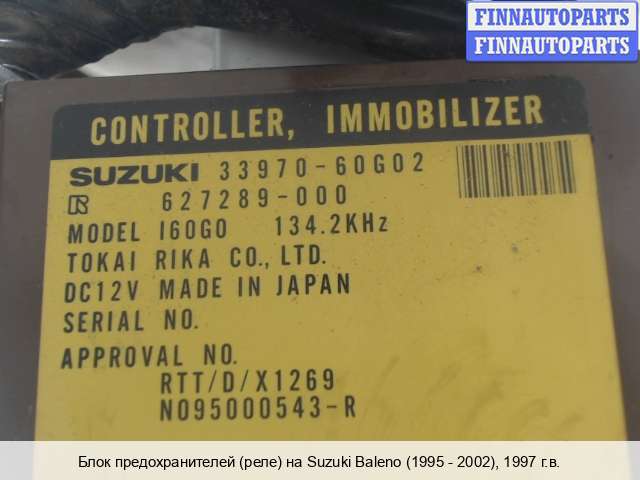 FINNAUTOPARTS
FINNAUTOPARTS
CONTROLLER, IMMOBILIZER
SUZUKI 33970-60G02
R 627289-000
MODEL I60G0 134.2KHz
TOKAI RIKA CO., LTD.
DC12V MADE IN JAPAN
SERIAL NO.
APPROVAL NO.
RTT/D/X1269
N095000543-R
Блок предохранителей (реле) на Suzuki Baleno (1995 - 2002), 1997 г.в.